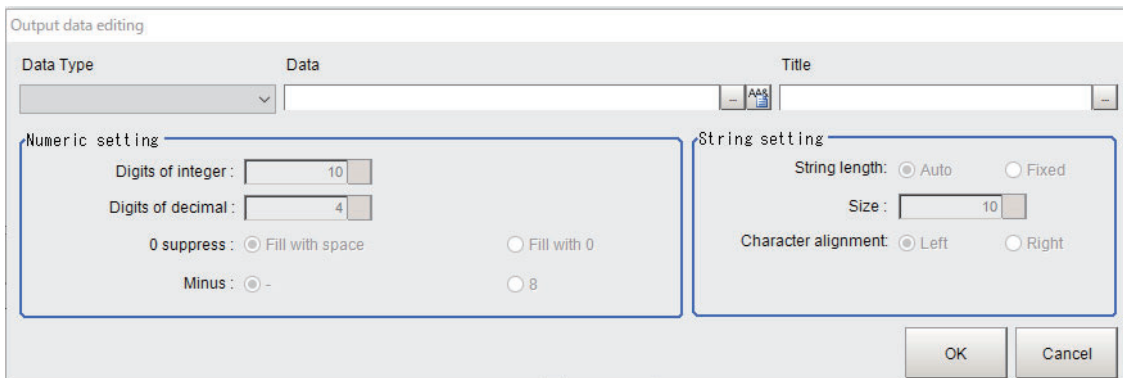 Output data editing
Data Type Data Title
... AA& ...
Numeric setting String setting
Digits of integer : 10 String length: Auto Fixed
Digits of decimal : 4 Size : 10
0 suppress : Fill with space Fill with 0 Character alignment: Left Right
Minus : - 8
OK Cancel